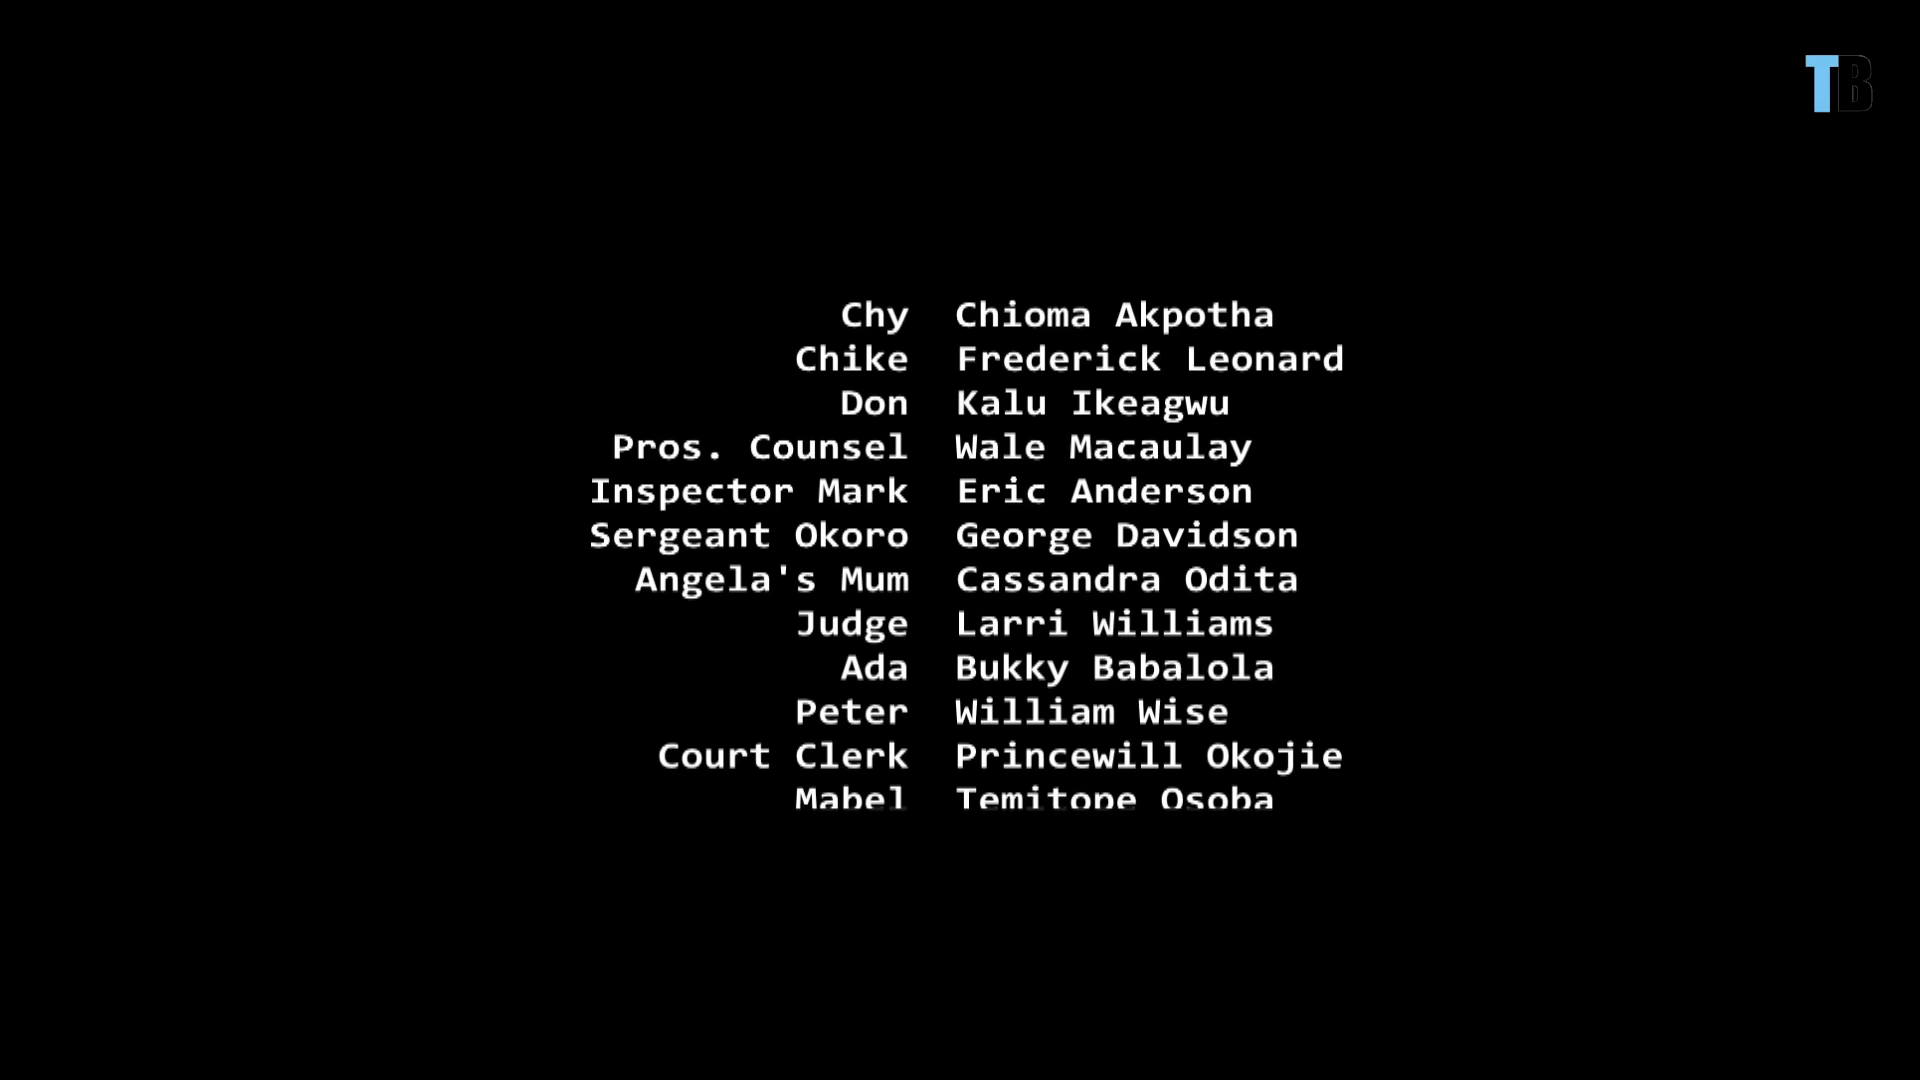 TB
Chy Chioma Akpotha
Chike Frederick Leonard
Don Kalu Ikeagwu
Pros. Counsel Wale Macaulay
Inspector Mark Eric Anderson
Sergeant Okoro George Davidson
Angela's Mum Cassandra Odita
Judge Larri Williams
Ada Bukky Babalola
Peter William Wise
Court Clerk Princewill Okojie
Mabel Temitope Osoba